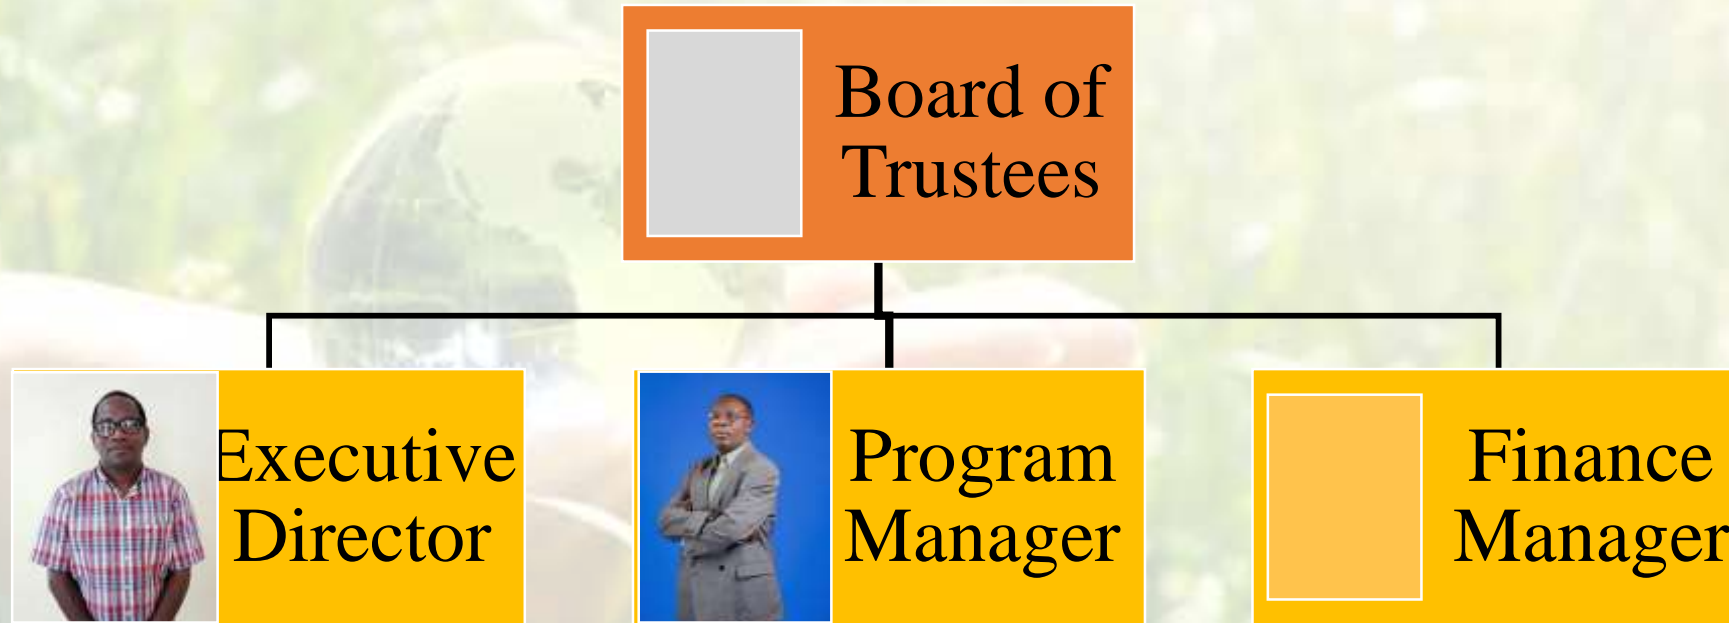 Board of
Trustees
Executive
Director
Program
Manager
Finance
Manager